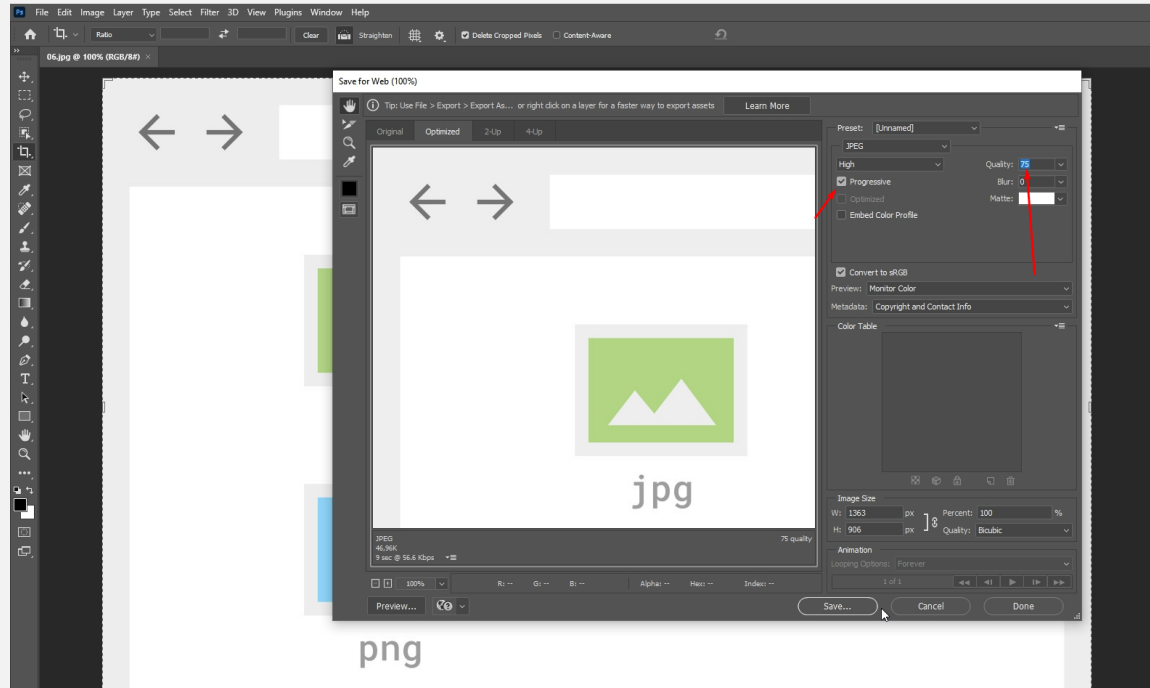 Ps File Edit Image Layer Type Select Filter 3D View Plugins Window Help
Ratio Clear Straighten Delete Cropped Pixels Content-Aware
06.jpg @ 100% (RGB/8#) ×
Save for Web (100%)
Tip: Use File > Export > Export As... or right click on a layer for a faster way to export assets Learn More
Original Optimized 2-Up 4-Up
Preset: [Unnamed]
JPEG
High Quality: 75
Progressive Blur: 0
Optimized Matte:
Embed Color Profile
Convert to sRGB
Preview: Monitor Color
Metadata: Copyright and Contact Info
Color Table
jpg
JPEG 75 quality
46,96K
9 sec @ 56.6 Kbps
Image Size
W: 1363 px Percent: 100 %
H: 906 px Quality: Bicubic
Animation
Looping Options: Forever
1 of 1
100% R: -- G: -- B: -- Alpha: -- Hex: -- Index: --
Preview... Save... Cancel Done
png